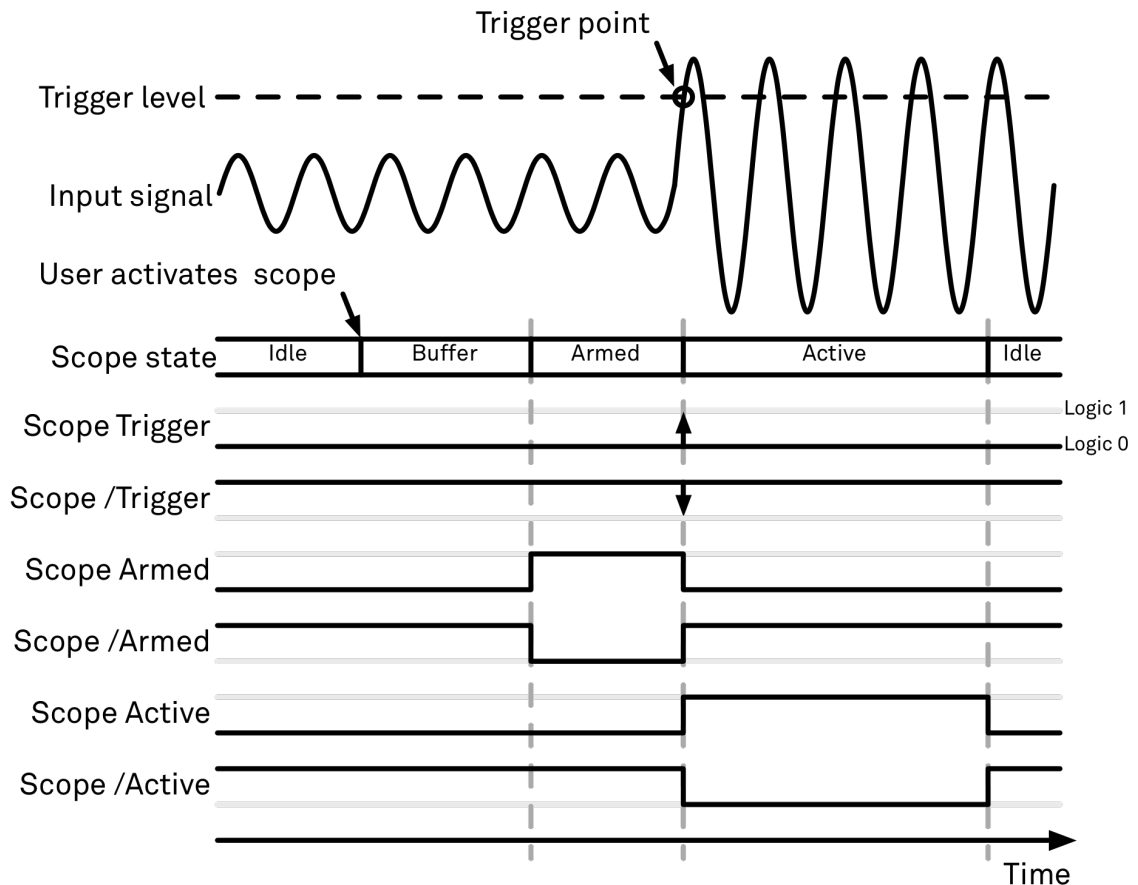 Trigger point
Trigger level
Input signal
User activates scope
Scope state
Idle
Buffer
Armed
Active
Idle
Scope Trigger
Logic 1
Logic 0
Scope /Trigger
Scope Armed
Scope /Armed
Scope Active
Scope /Active
Time